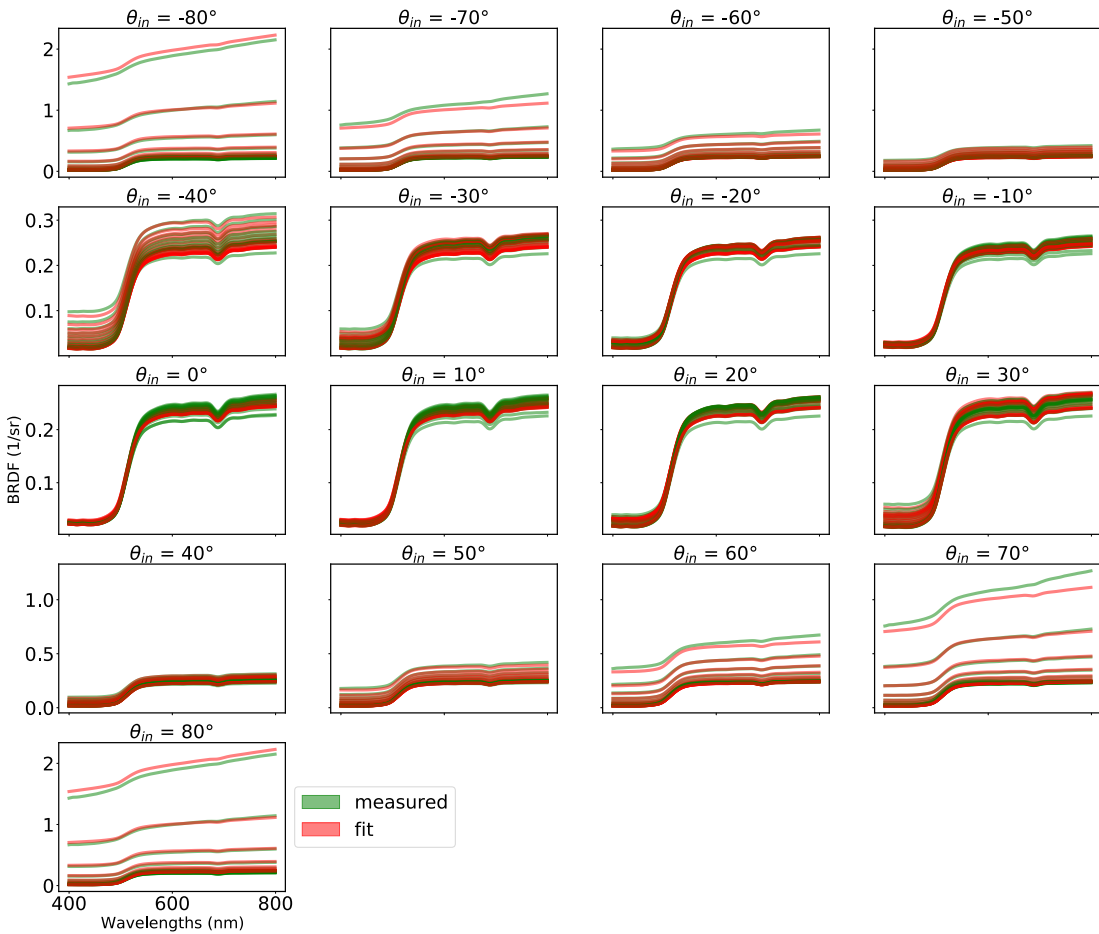 θin = -80°
θin = -70°
θin = -60°
θin = -50°
2
1
0
θin = -40°
θin = -30°
θin = -20°
θin = -10°
0.3
0.2
0.1
θin = 0°
θin = 10°
θin = 20°
θin = 30°
BRDF (1/sr)
0.2
0.1
θin = 40°
θin = 50°
θin = 60°
θin = 70°
1.0
0.5
0.0
θin = 80°
2
1
0
400 600 800
Wavelengths (nm)
measured
fit